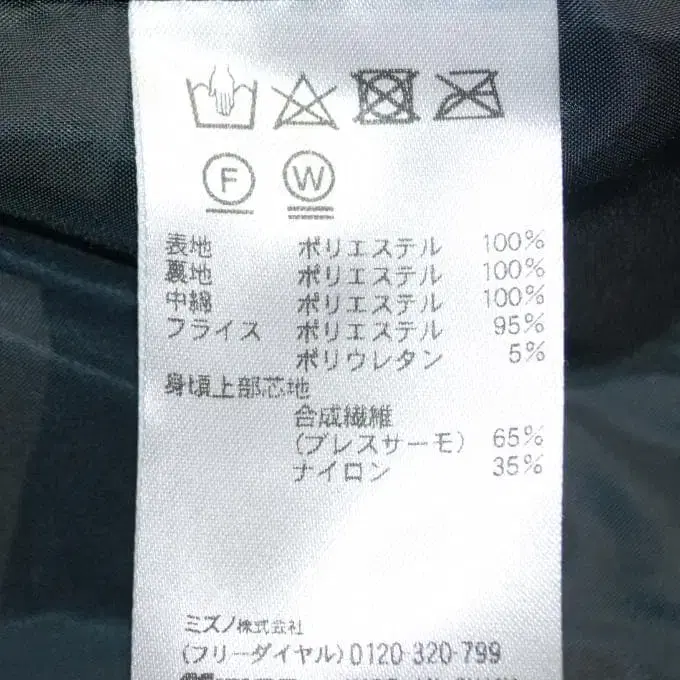 F W
表地 ポリエステル 100%
裏地 ポリエステル 100%
中綿 ポリエステル 100%
フライス ポリエステル 95%
ポリウレタン 5%
身頃上部芯地
合成繊維
(ブレスサーモ) 65%
ナイロン 35%
ミズノ株式会社
(フリーダイヤル)0120-320-799